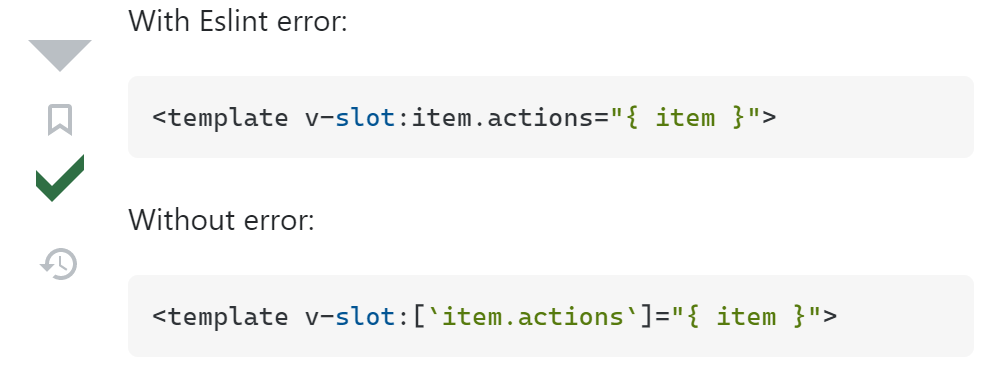 With Eslint error:
<template v-slot:item.actions="{ item }">
Without error:
<template v-slot:[`item.actions`]="{ item }">